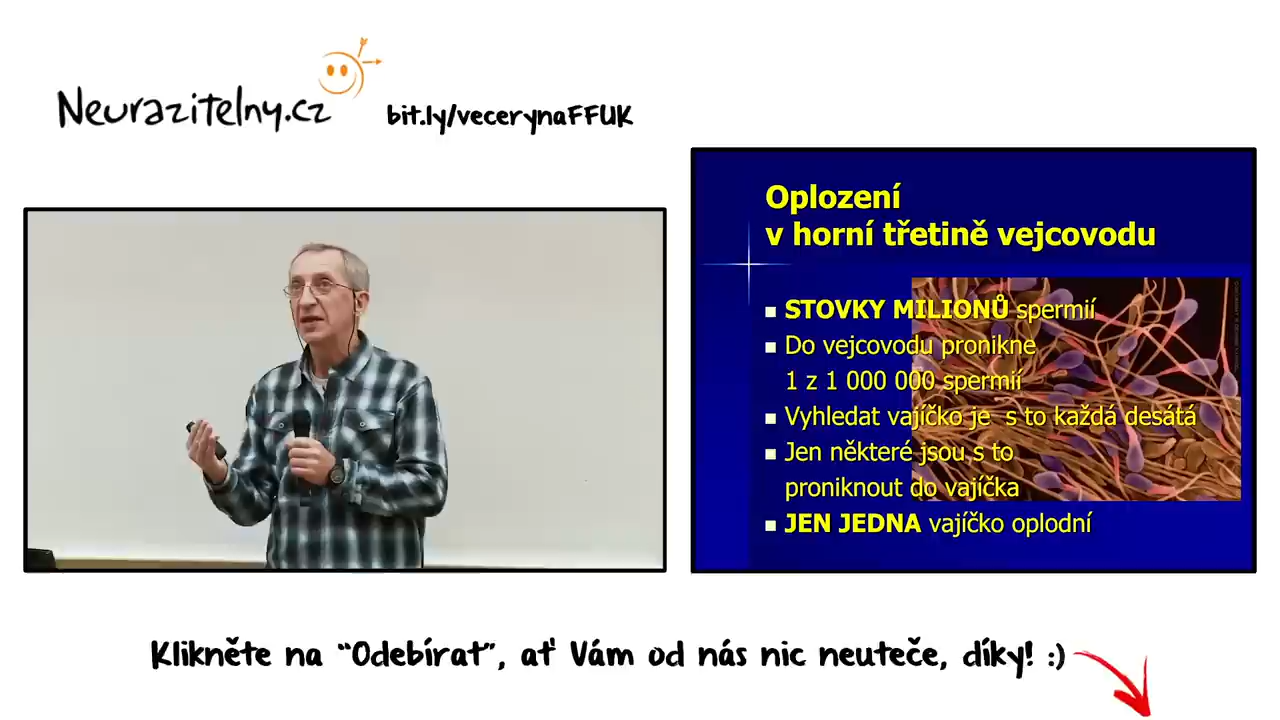 Neurazitelny.cz
bit.ly/vecerynaFFUK
Oplození
v horní třetině vejcovodu
STOVKY MILIONŮ spermií
Do vejcovodu pronikne
1 z 1 000 000 spermií
Vyhledat vajíčko je s to každá desátá
Jen některé jsou s to
proniknout do vajíčka
JEN JEDNA vajíčko oplodní
Klikněte na “Odebírat”, ať Vám od nás nic neuteče, díky! :)